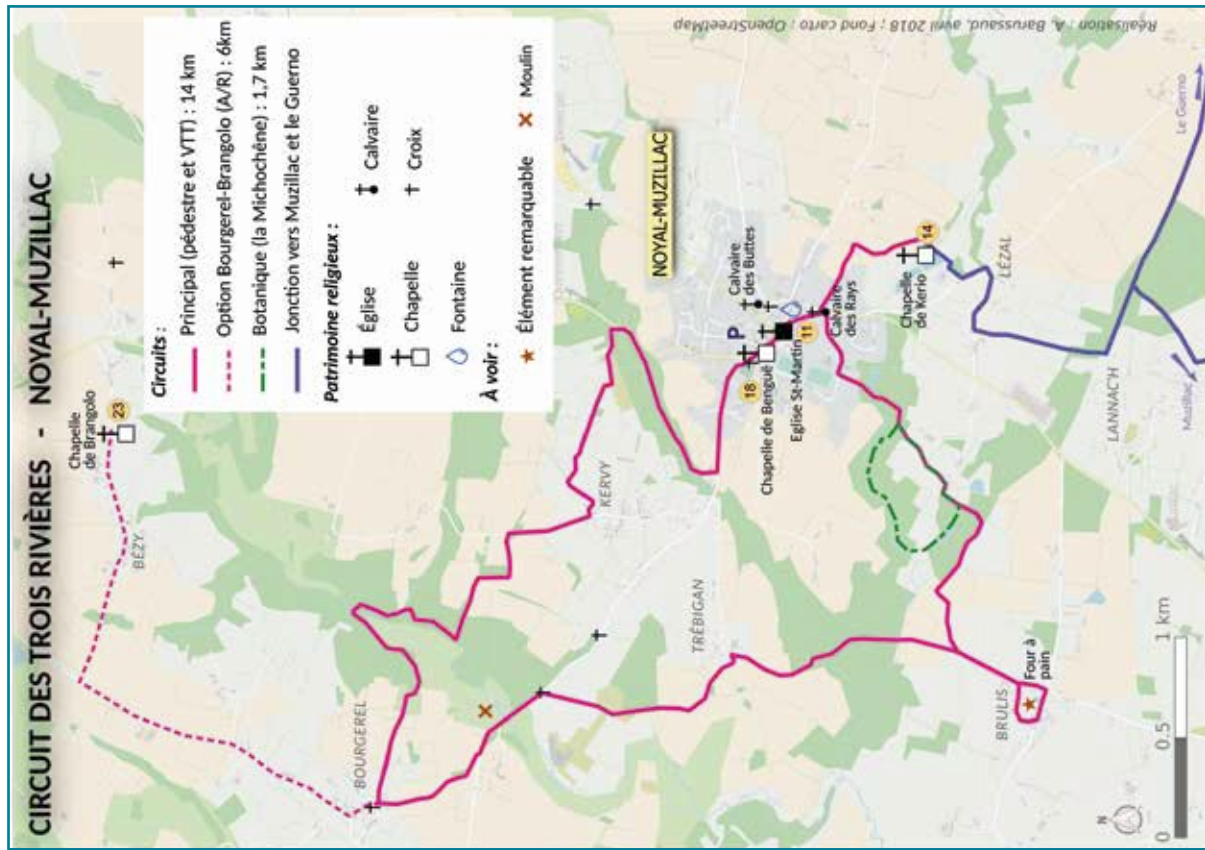 CIRCUIT DES TROIS RIVIÈRES - NOYAL-MUZILLAC
Circuits :
Principal (pédestre et VTT) : 14 km
Option Bourgerel-Brangolo (A/R) : 6km
Botanique (la Michochêne) : 1,7 km
Jonction vers Muzillac et le Guerno
Patrimoine religieux :
Église
Calvaire
Chapelle
Croix
Fontaine
À voir :
Élément remarquable
Moulin
Chapelle
de Brangolo
23
BÉZY
BOURGEREL
KERVY
TRÉBIGAN
NOYAL-MUZILLAC
Calvaire
des Buttes
P
18
Chapelle de Benguë
Eglise St-Martin
11
Calvaire
des Rays
14
Chapelle
de Kerio
LÉZAL
LANNAC'H
Le Guerno
Muzillac
BRULIS
Four à
pain
N
0
0.5
1 km
Réalisation : A. Barussaud, avril 2018 ; Fond carto : OpenStreetMap